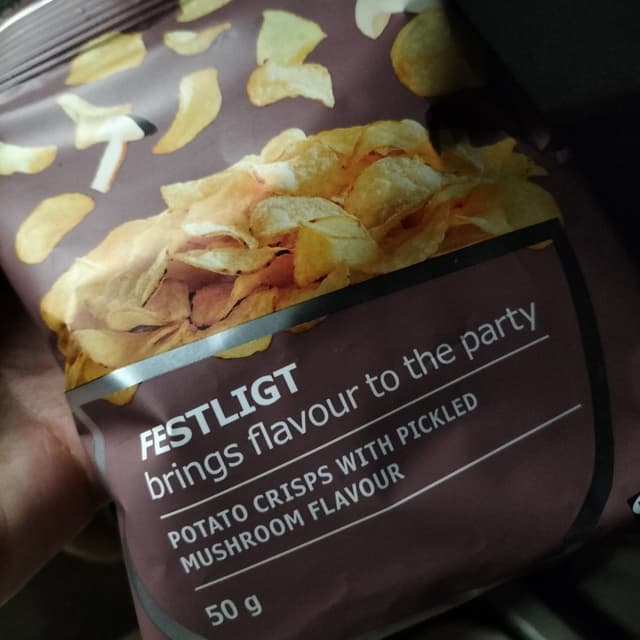 FESTLIGT
brings flavour to the party
POTATO CRISPS WITH PICKLED
MUSHROOM FLAVOUR
50 g